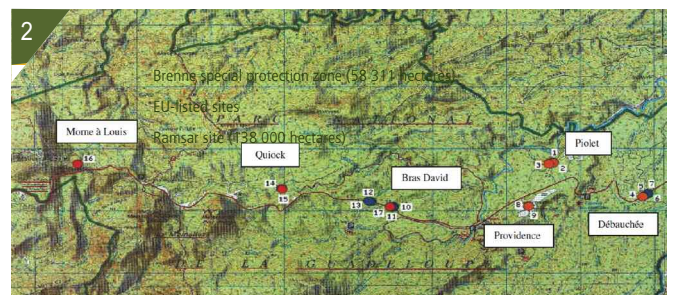 2
Brenne special protection zone (58 311 hectares)
EU-listed sites
PARC NATIONAL
Ramsar site (138 000 hectares)
Morne à Louis
Quiock
Piolet
Bras David
Providence
Débauchée
16
14
15
12
13
17
11
10
1
3
2
8
9
5
7
4
6
DE LA GUADELOUPE